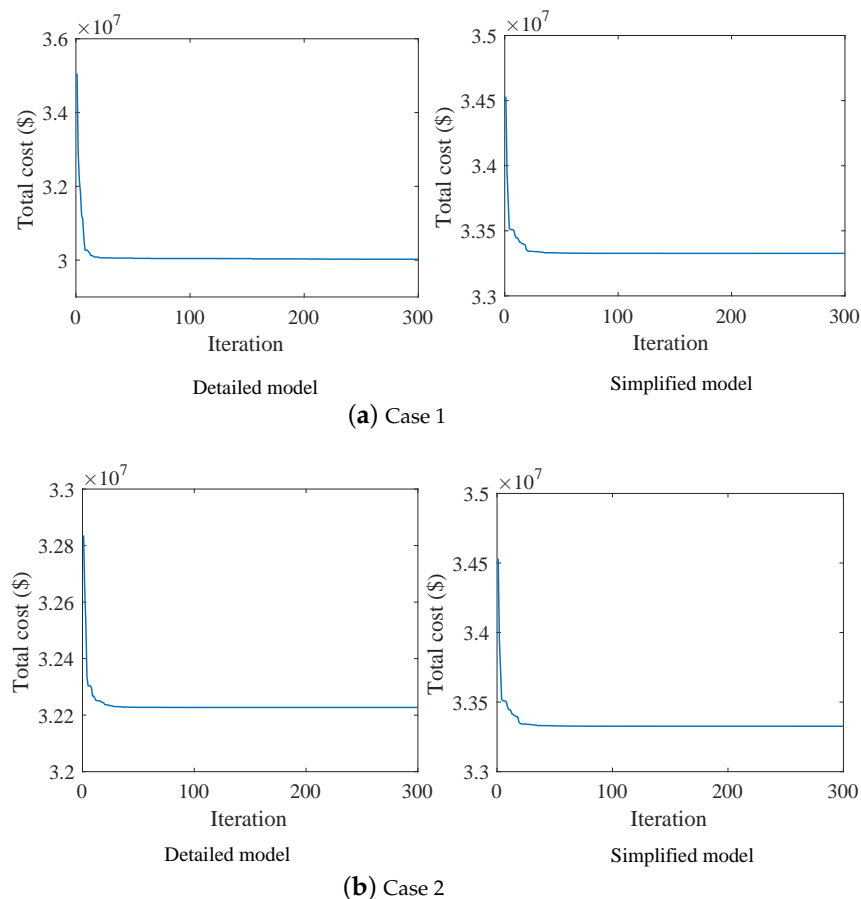 ×10^7
3.6
3.4
3.2
3
Total cost ($)
0
100
200
300
Iteration
Detailed model
×10^7
3.5
3.45
3.4
3.35
3.3
Total cost ($)
0
100
200
300
Iteration
Simplified model
(a) Case 1
×10^7
3.3
3.28
3.26
3.24
3.22
3.2
Total cost ($)
0
100
200
300
Iteration
Detailed model
×10^7
3.5
3.45
3.4
3.35
3.3
Total cost ($)
0
100
200
300
Iteration
Simplified model
(b) Case 2